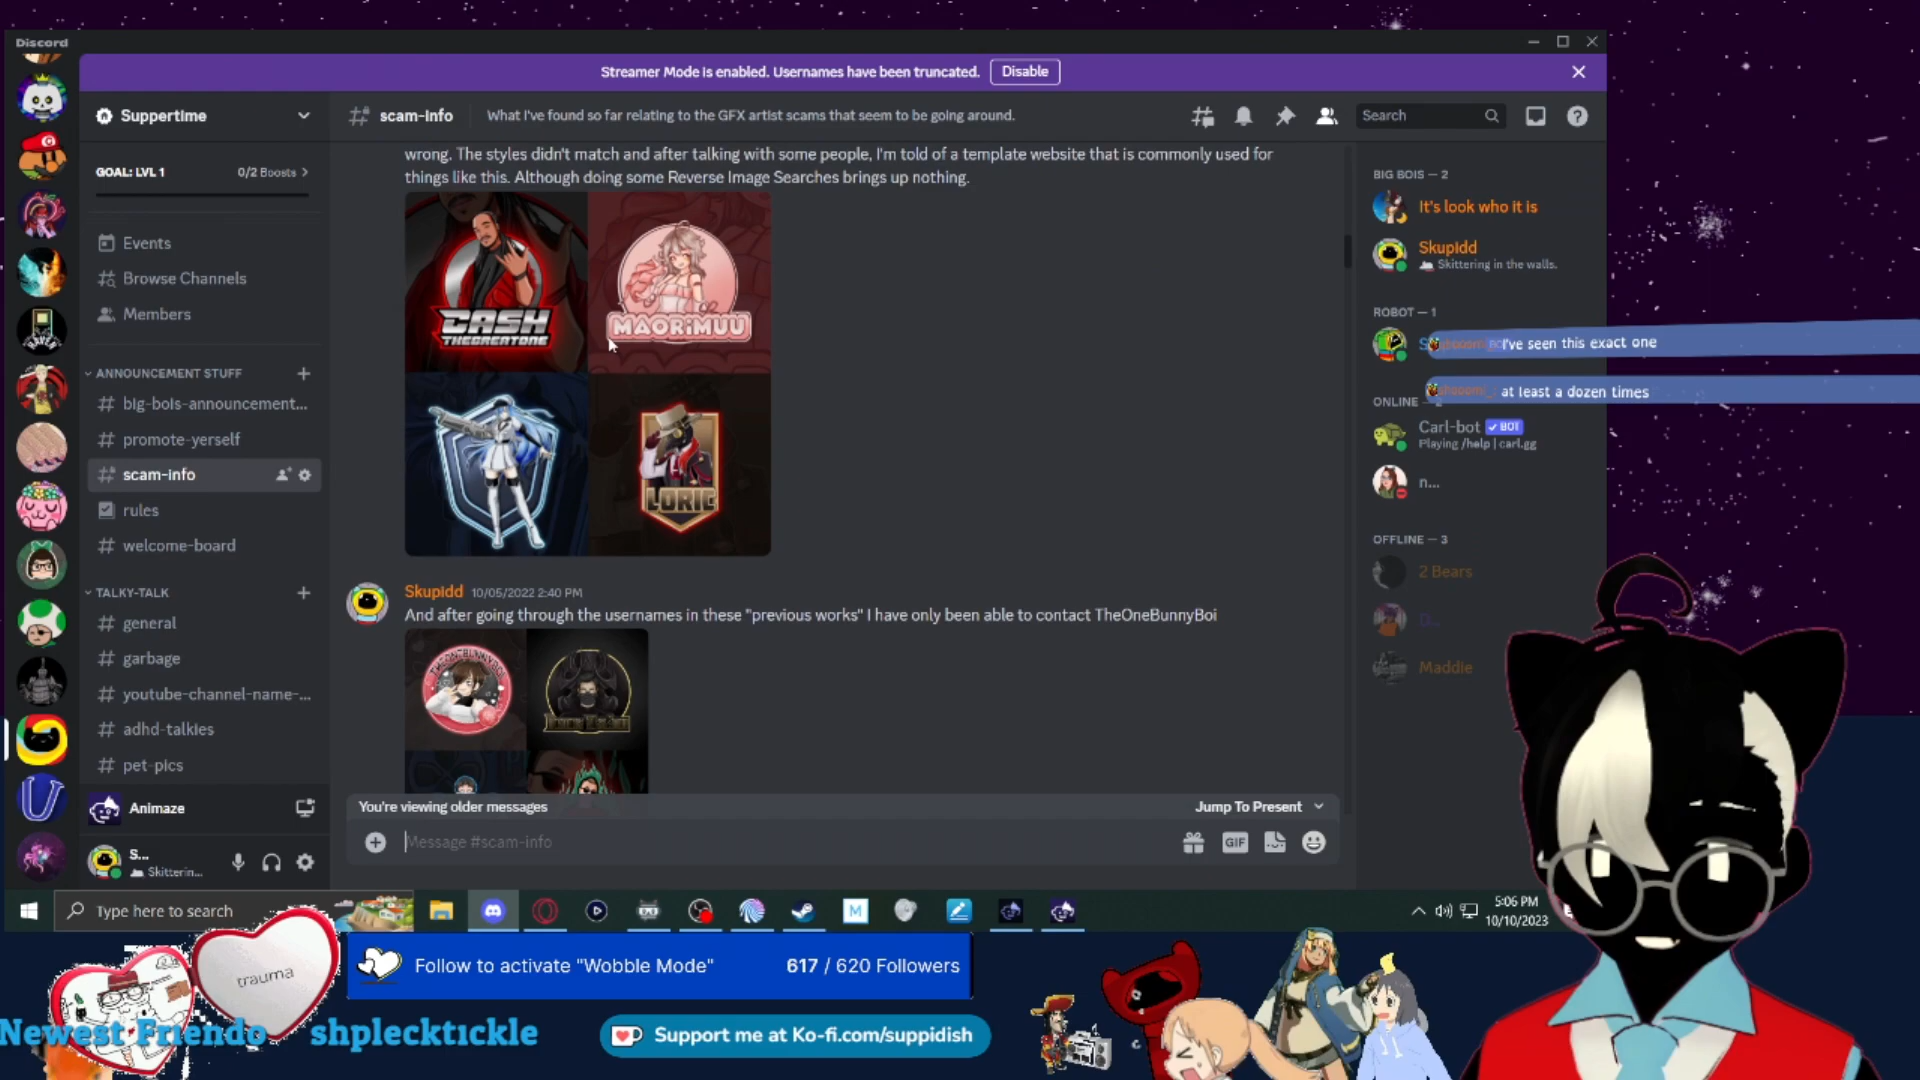 Discord
Streamer Mode is enabled. Usernames have been truncated.
Disable
Suppertime
scam-info
What I've found so far relating to the GFX artist scams that seem to be going around.
Search
GOAL: LVL 1
0/2 Boosts
Events
Browse Channels
Members
ANNOUNCEMENT STUFF
big-bois-announcement...
promote-yerself
scam-info
rules
welcome-board
TALKY-TALK
general
garbage
youtube-channel-name-...
adhd-talkies
pet-pics
Animaze
S...
Skitterin...
wrong. The styles didn't match and after talking with some people, I'm told of a template website that is commonly used for
things like this. Although doing some Reverse Image Searches brings up nothing.
CASH
THEGREATONE
MAORiMUU
LORIC
Skupidd
10/05/2022 2:40 PM
And after going through the usernames in these "previous works" I have only been able to contact TheOneBunnyBoi
THEONEBUNNYBOI
You're viewing older messages
Jump To Present
Message #scam-info
GIF
BIG BOIS — 2
It's look who it is
Skupidd
Skittering in the walls.
ROBOT — 1
I've seen this exact one
at least a dozen times
ONLINE
Carl-bot
BOT
Playing /help | carl.gg
n...
OFFLINE — 3
2 Bears
D...
Maddie
Type here to search
M
5:06 PM
10/10/2023
trauma
Follow to activate "Wobble Mode"
617 / 620 Followers
Newest Friendo
shplecktickle
Support me at Ko-fi.com/suppidish